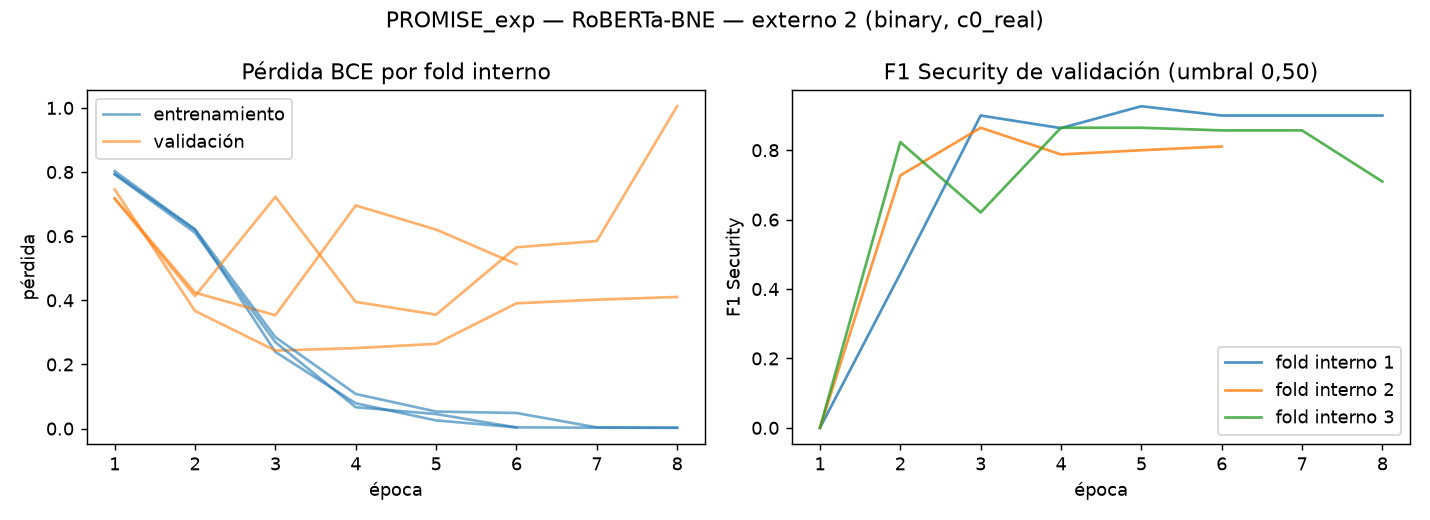 PROMISE_exp — RoBERTa-BNE — externo 2 (binary, c0_real)
Pérdida BCE por fold interno
entrenamiento
validación
1.0
0.8
0.6
0.4
0.2
0.0
pérdida
1 2 3 4 5 6 7 8
época
F1 Security de validación (umbral 0,50)
0.8
0.6
0.4
0.2
0.0
F1 Security
fold interno 1
fold interno 2
fold interno 3
1 2 3 4 5 6 7 8
época